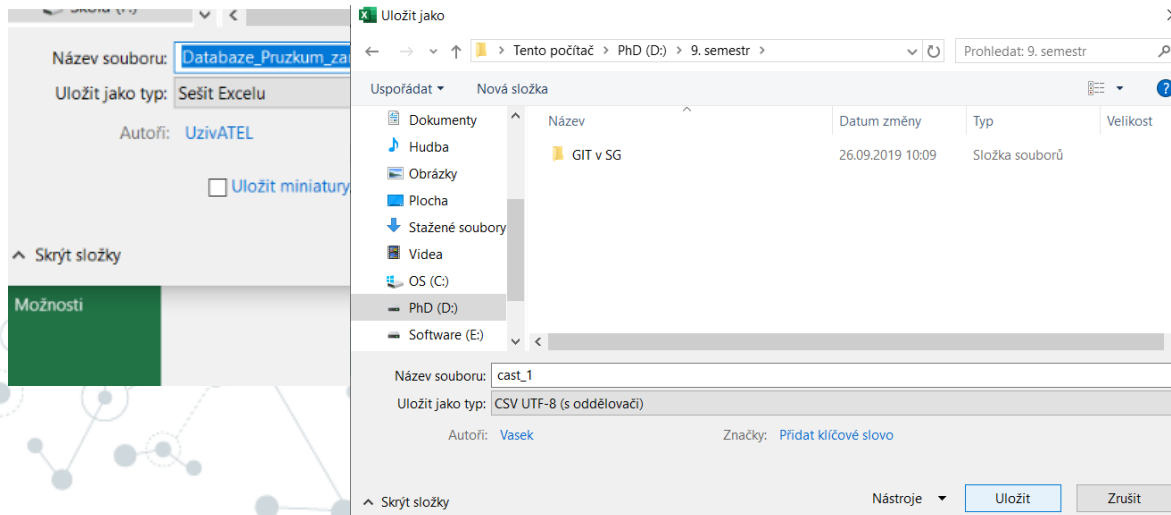 Název souboru: Databaze_Pruzkum_za
Uložit jako typ: Sešit Excelu
Autoři: UzivATEL
Uložit miniatury
Skrýt složky
Možnosti
Uložit jako
Tento počítač > PhD (D:) > 9. semestr >
Prohledat: 9. semestr
Uspořádat
Nová složka
Dokumenty
Hudba
Obrázky
Plocha
Stažené soubory
Videa
OS (C:)
PhD (D:)
Software (E:)
Název Datum změny Typ Velikost
GIT v SG 26.09.2019 10:09 Složka souborů
Název souboru: cast_1
Uložit jako typ: CSV UTF-8 (s oddělovači)
Autoři: Vasek Značky: Přidat klíčové slovo
Skrýt složky Nástroje Uložit Zrušit